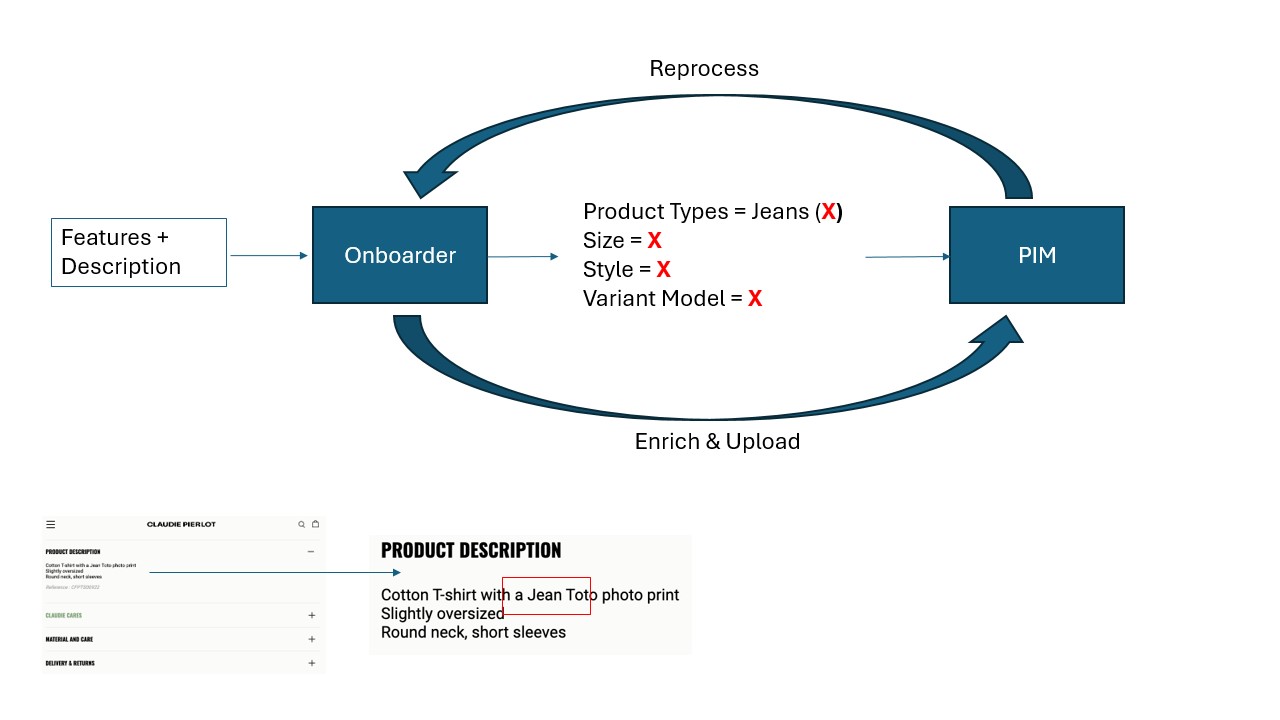 Reprocess
Features +
Description
Onboarder
Product Types = Jeans (X)
Size = X
Style = X
Variant Model = X
PIM
Enrich & Upload
CLAUDIE PIERLOT
PRODUCT DESCRIPTION
Cotton T-shirt with a Jean Toto photo print
Slightly oversized
Round neck, short sleeves
CLAUDIE CARES
MATERIAL AND CARE
DELIVERY & RETURNS
PRODUCT DESCRIPTION
Cotton T-shirt with a Jean Toto photo print
Slightly oversized
Round neck, short sleeves